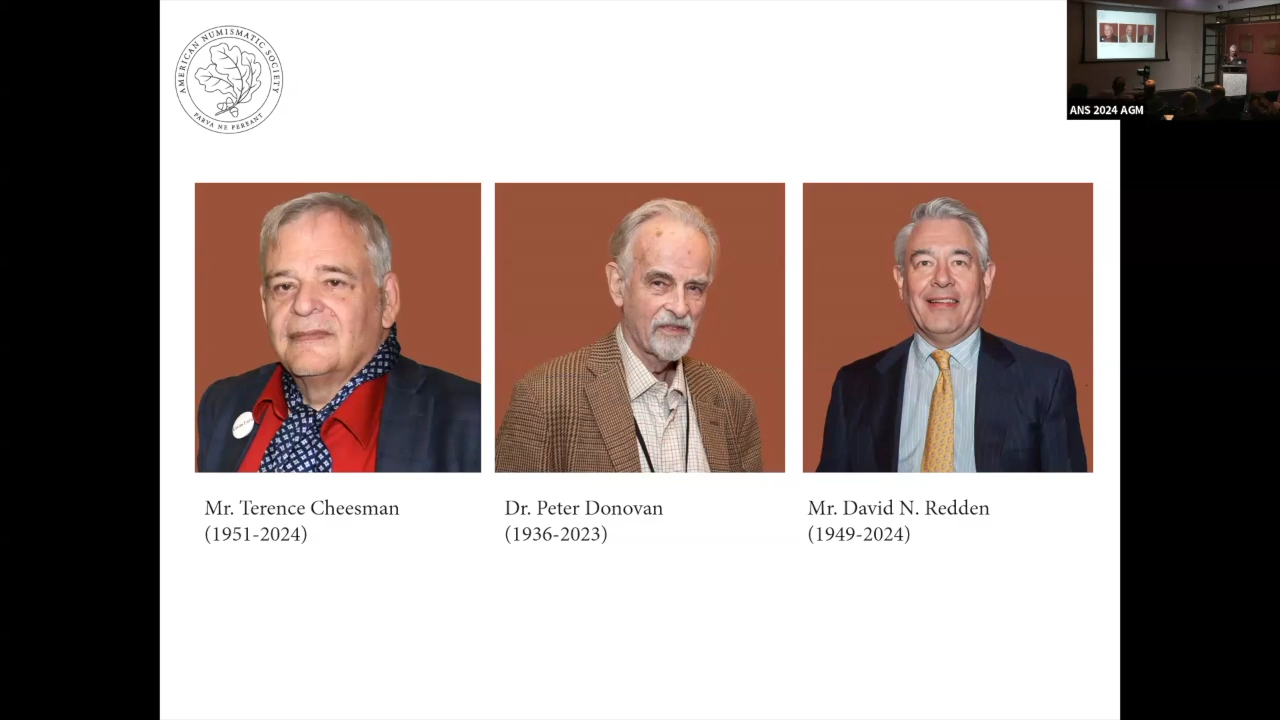 AMERICAN NUMISMATIC SOCIETY
PARVA NE PEREANT
ANS 2024 AGM
Mr. Terence Cheesman
(1951-2024)
Dr. Peter Donovan
(1936-2023)
Mr. David N. Redden
(1949-2024)